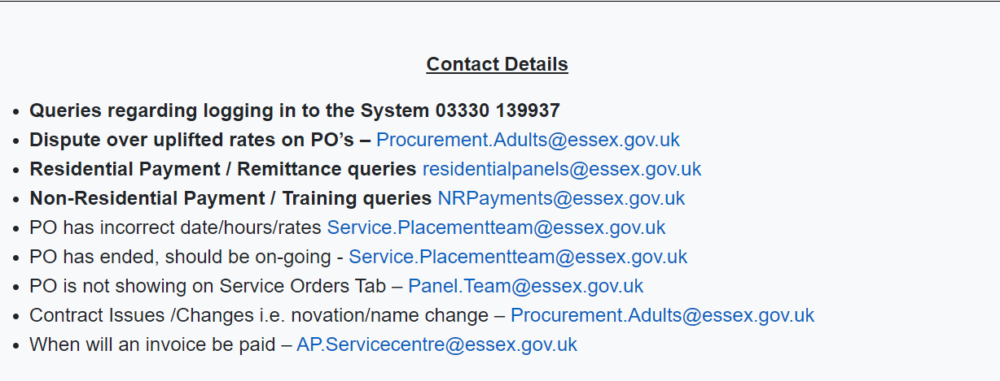 Contact Details
• Queries regarding logging in to the System 03330 139937
• Dispute over uplifted rates on PO’s – Procurement.Adults@essex.gov.uk
• Residential Payment / Remittance queries residentialpanels@essex.gov.uk
• Non-Residential Payment / Training queries NRPayments@essex.gov.uk
• PO has incorrect date/hours/rates Service.Placementteam@essex.gov.uk
• PO has ended, should be on-going - Service.Placementteam@essex.gov.uk
• PO is not showing on Service Orders Tab – Panel.Team@essex.gov.uk
• Contract Issues /Changes i.e. novation/name change – Procurement.Adults@essex.gov.uk
• When will an invoice be paid – AP.Servicecentre@essex.gov.uk